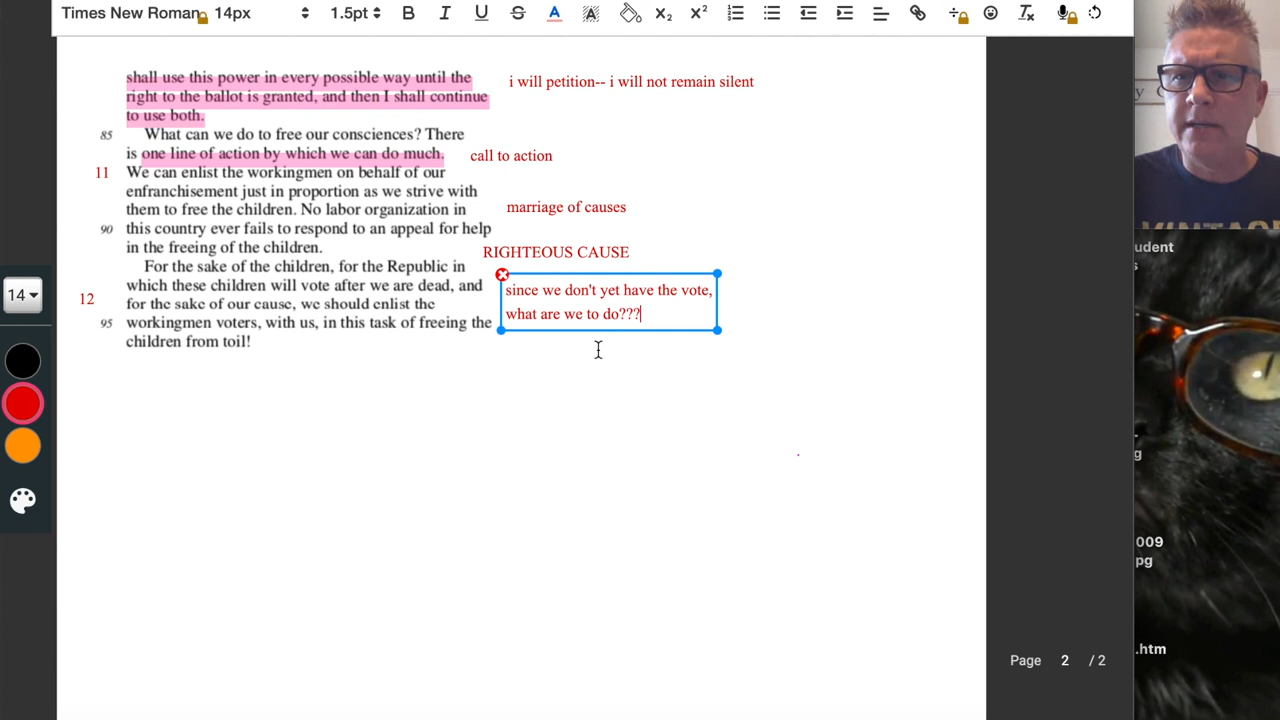 Times New Roman 14px 1.5pt B I U S A A X₂ X²
shall use this power in every possible way until the i will petition-- i will not remain silent
right to the ballot is granted, and then I shall continue
to use both.
85 What can we do to free our consciences? There
is one line of action by which we can do much. call to action
11 We can enlist the workingmen on behalf of our
enfranchisement just in proportion as we strive with
them to free the children. No labor organization in marriage of causes
90 this country ever fails to respond to an appeal for help
in the freeing of the children. RIGHTEOUS CAUSE
For the sake of the children, for the Republic in
which these children will vote after we are dead, and since we don't yet have the vote,
12 for the sake of our cause, we should enlist the
95 workingmen voters, with us, in this task of freeing the what are we to do???
children from toil!
14
Page 2 / 2
udent
s
g
009
pg
.htm